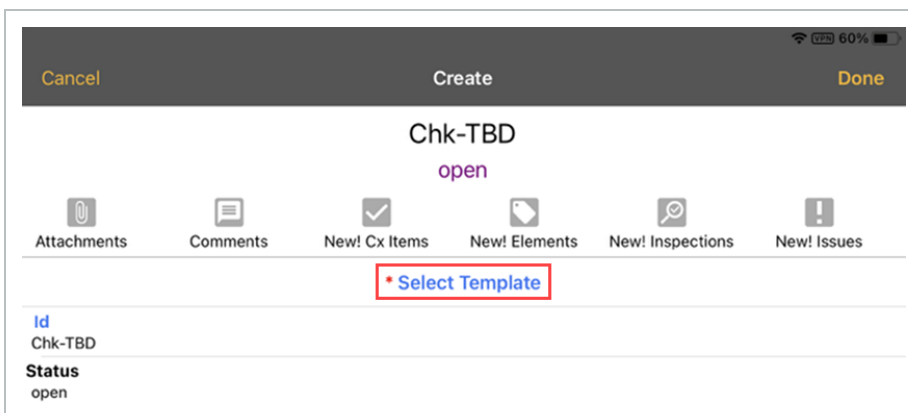 VPN 60%
Cancel Create Done
Chk-TBD
open
Attachments Comments New! Cx Items New! Elements New! Inspections New! Issues
* Select Template
Id
Chk-TBD
Status
open